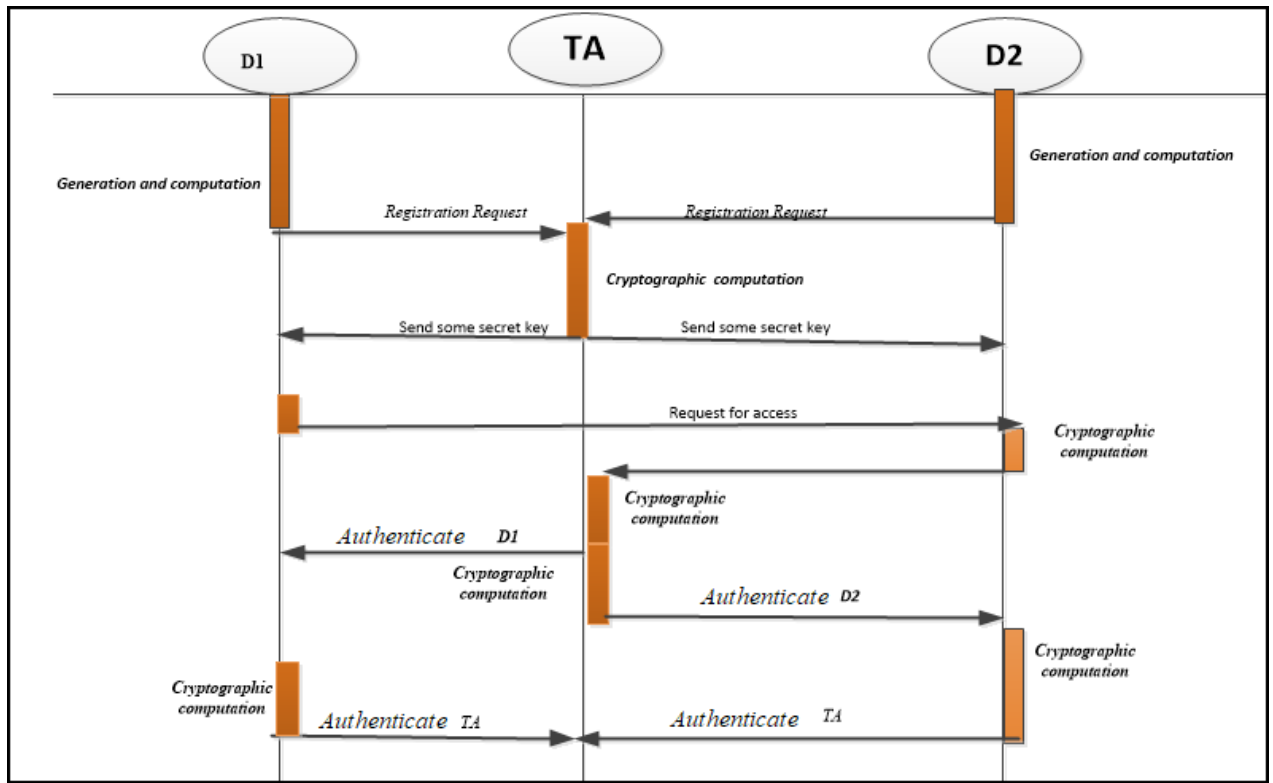 D1
TA
D2
Generation and computation
Generation and computation
Registration Request
Registration Request
Cryptographic computation
Send some secret key
Send some secret key
Request for access
Cryptographic
computation
Cryptographic
computation
Authenticate D1
Cryptographic
computation
Authenticate D2
Cryptographic
computation
Cryptographic
computation
Authenticate TA
Authenticate TA